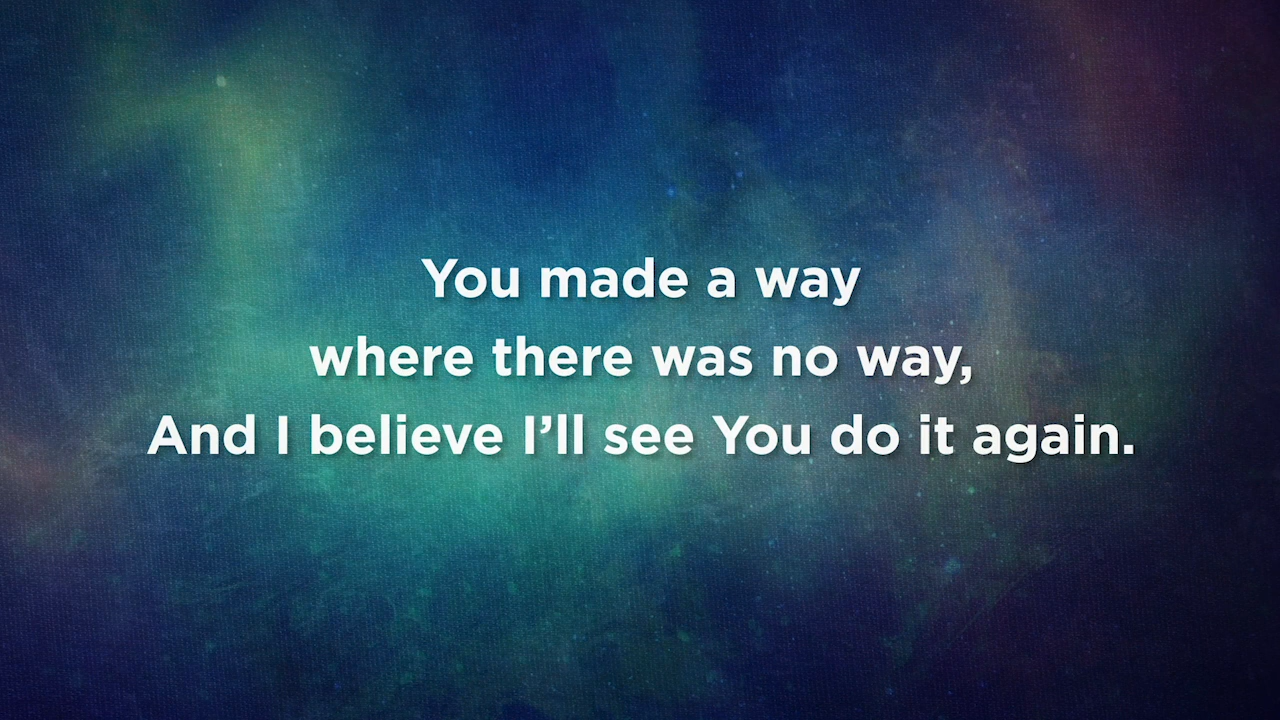 You made a way
where there was no way,
And I believe I’ll see You do it again.